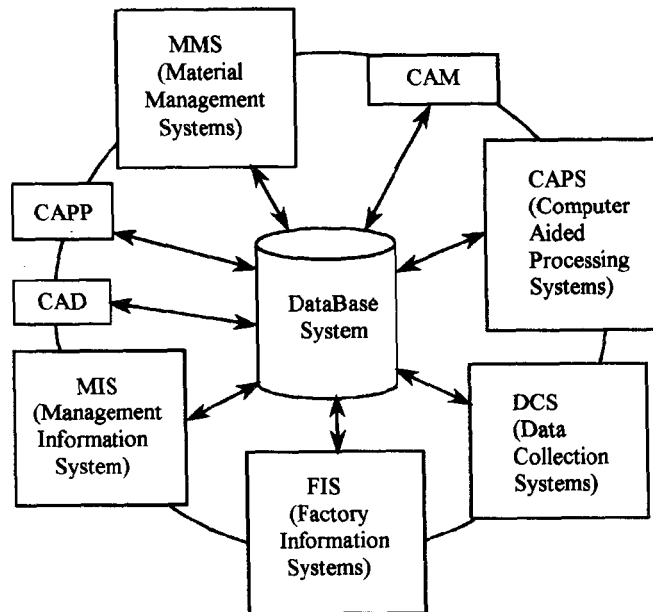 MMS
(Material
Management
Systems)
CAM
CAPS
(Computer
Aided
Processing
Systems)
CAPP
CAD
DataBase
System
MIS
(Management
Information
System)
DCS
(Data
Collection
Systems)
FIS
(Factory
Information
Systems)